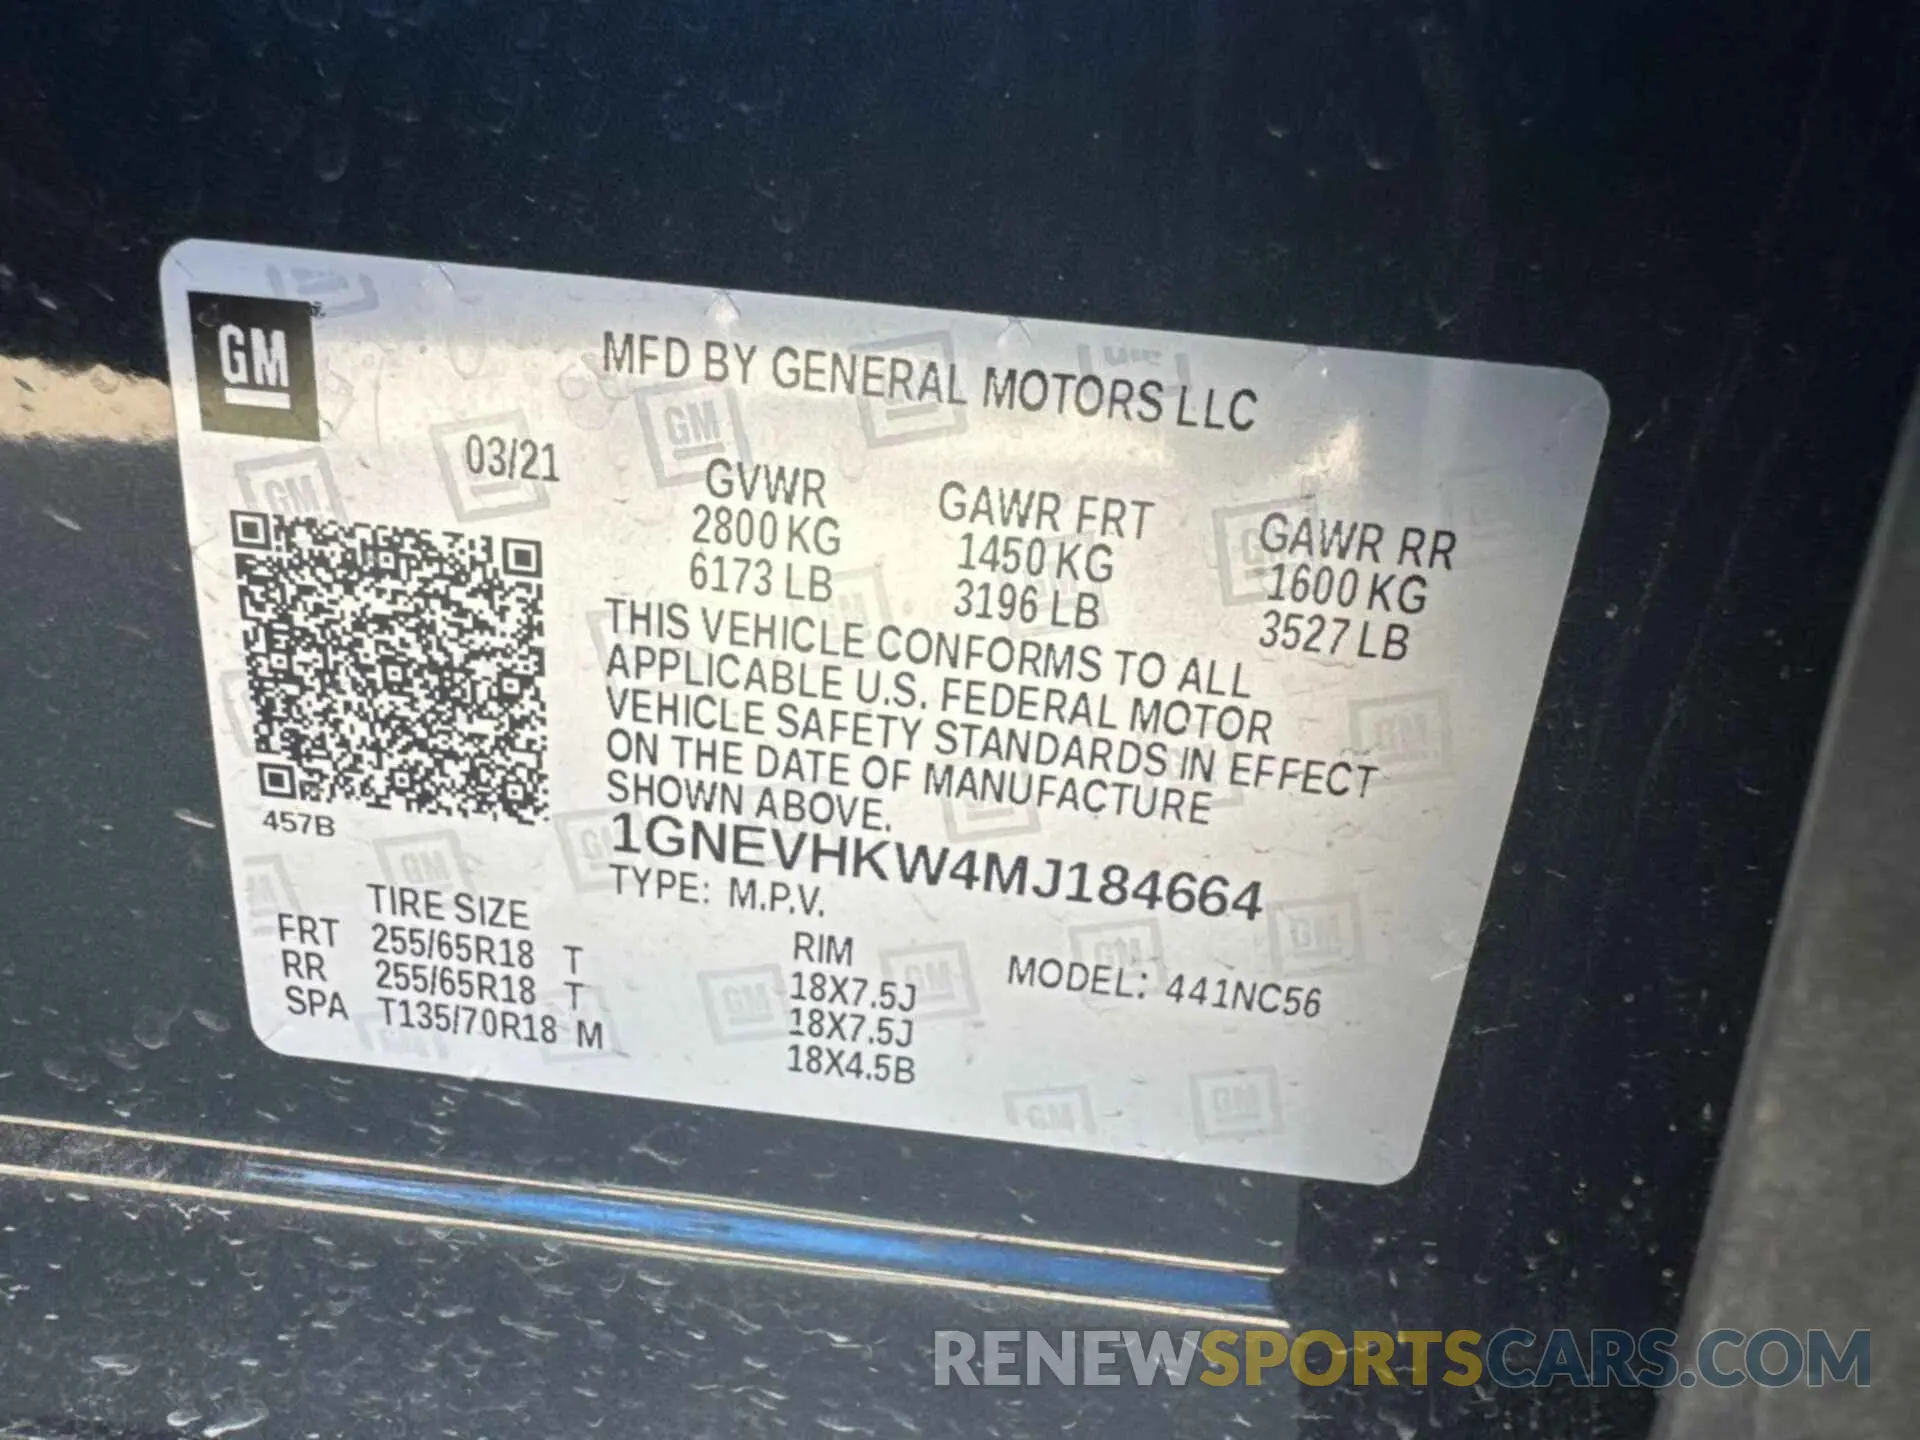 GM
MFD BY GENERAL MOTORS LLC
03/21
GVWR GAWR FRT GAWR RR
2800 KG 1450 KG 1600 KG
6173 LB 3196 LB 3527 LB
THIS VEHICLE CONFORMS TO ALL
APPLICABLE U.S. FEDERAL MOTOR
VEHICLE SAFETY STANDARDS IN EFFECT
ON THE DATE OF MANUFACTURE
SHOWN ABOVE.
457B
1GNEVHKW4MJ184664
TYPE: M.P.V.
TIRE SIZE RIM MODEL: 441NC56
FRT 255/65R18 T 18X7.5J
RR 255/65R18 T 18X7.5J
SPA T135/70R18 M 18X4.5B
RENEWSPORTSCARS.COM